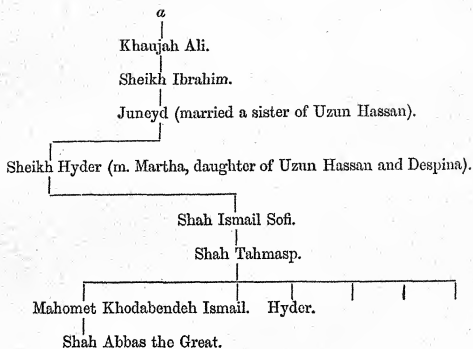 a
Khaujah Ali.
Sheikh Ibrahim.
Juneyd (married a sister of Uzun Hassan).
Sheikh Hyder (m. Martha, daughter of Uzun Hassan and Despina).
Shah Ismail Sofi.
Shah Tahmasp.
Mahomet Khodabendeh Ismail. Hyder.
Shah Abbas the Great.